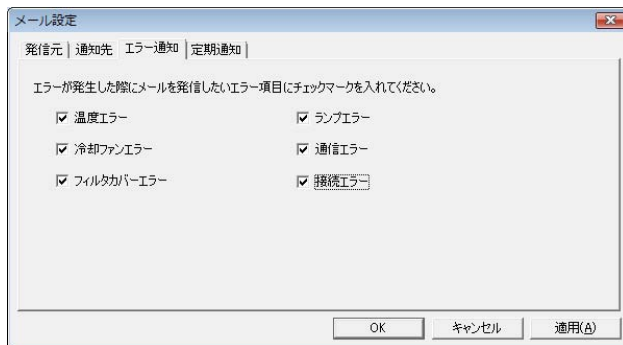 メール設定
発信元 通知先 エラー通知 定期通知
エラーが発生した際にメールを発信したいエラー項目にチェックマークを入れてください。
温度エラー ランプエラー
冷却ファンエラー 通信エラー
フィルタカバーエラー 接続エラー
OK キャンセル 適用(A)